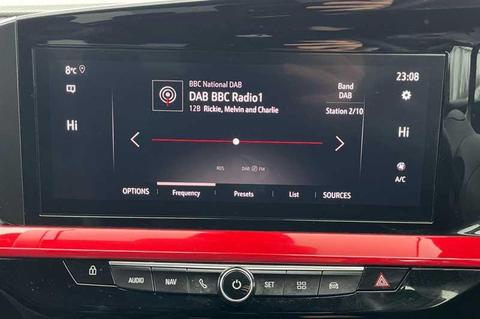 8°C
BBC National DAB
DAB BBC Radio1
12B Rickie, Melvin and Charlie
Band
DAB
Station 2/10
23:08
Hi
Hi
A/C
RDS
DAB FM
OPTIONS
Frequency
Presets
List
SOURCES
AUDIO
NAV
SET